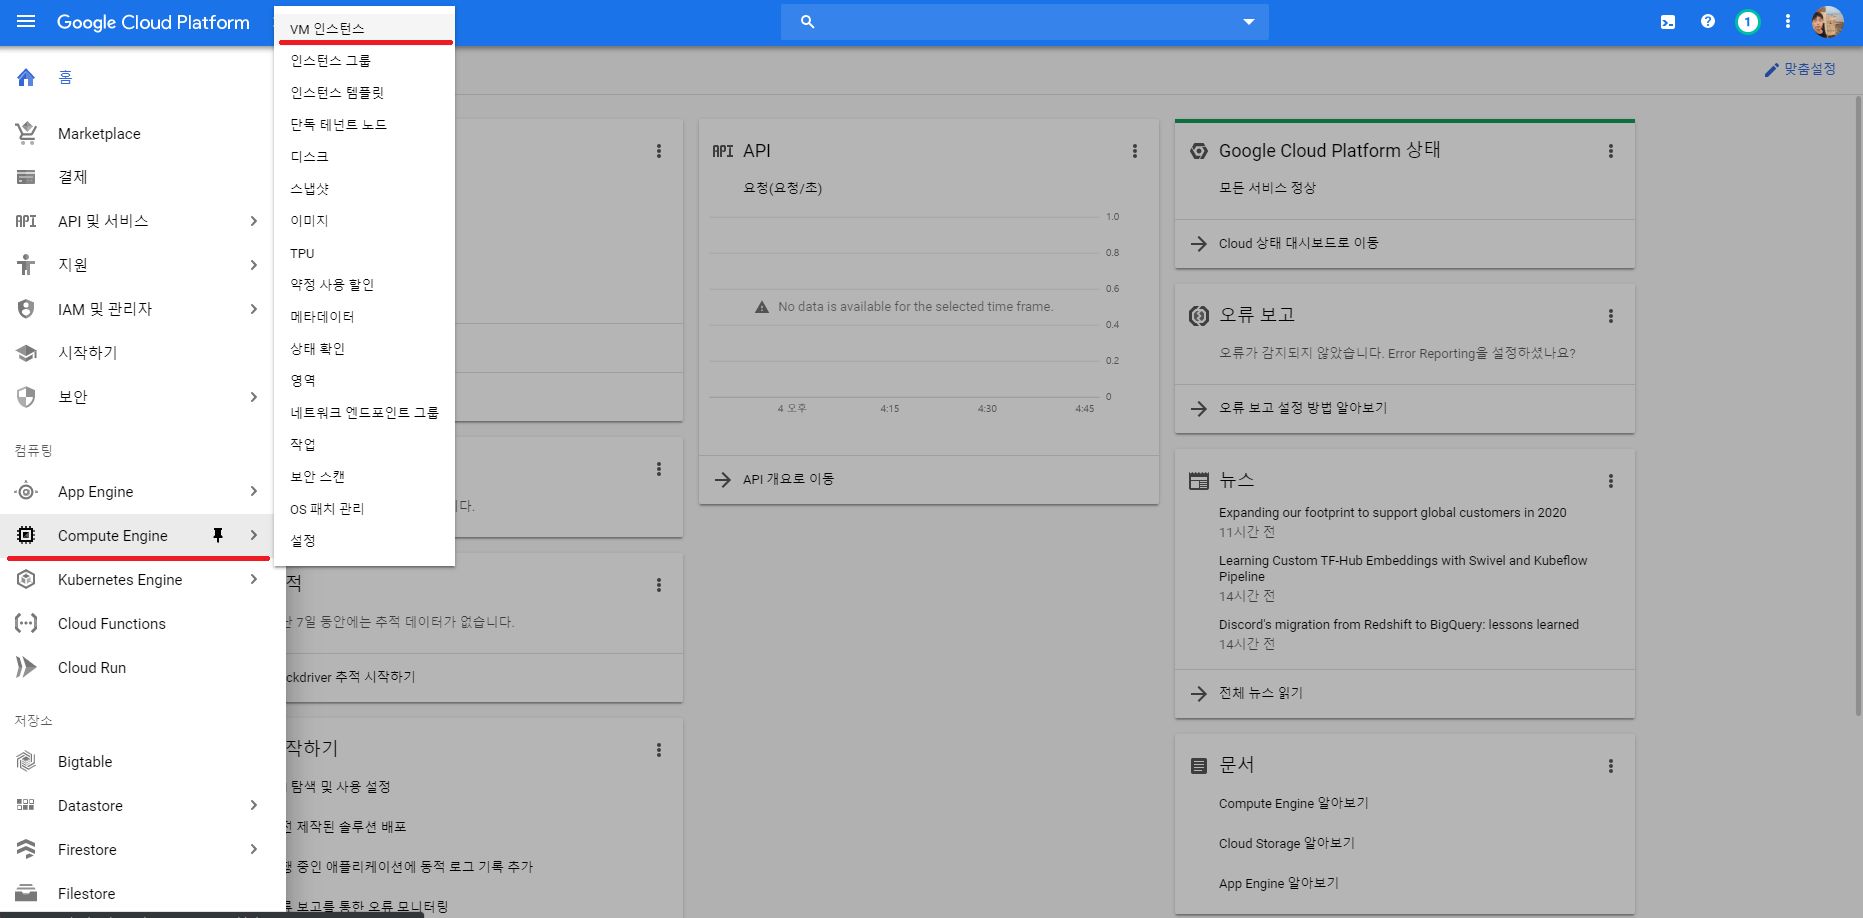 Google Cloud Platform
1
홈
Marketplace
결제
API API 및 서비스
지원
IAM 및 관리자
시작하기
보안
컴퓨팅
App Engine
Compute Engine
Kubernetes Engine
Cloud Functions
Cloud Run
저장소
Bigtable
Datastore
Firestore
Filestore
VM 인스턴스
인스턴스 그룹
인스턴스 템플릿
단독 테넌트 노드
디스크
스냅샷
이미지
TPU
약정 사용 할인
메타데이터
상태 확인
영역
네트워크 엔드포인트 그룹
작업
보안 스캔
OS 패치 관리
설정
맞춤설정
니다.
적
난 7일 동안에는 추적 데이터가 없습니다.
ckdriver 추적 시작하기
작하기
탐색 및 사용 설정
전 제작된 솔루션 배포
행 중인 애플리케이션에 동적 로그 기록 추가
류 보고를 통한 오류 모니터링
API API
요청(요청/초)
1.0
0.8
0.6
No data is available for the selected time frame.
0.4
0.2
0
4 오후 4:15 4:30 4:45
API 개요로 이동
Google Cloud Platform 상태
모든 서비스 정상
Cloud 상태 대시보드로 이동
오류 보고
오류가 감지되지 않았습니다. Error Reporting을 설정하셨나요?
오류 보고 설정 방법 알아보기
뉴스
Expanding our footprint to support global customers in 2020
11시간 전
Learning Custom TF-Hub Embeddings with Swivel and Kubeflow
Pipeline
14시간 전
Discord's migration from Redshift to BigQuery: lessons learned
14시간 전
전체 뉴스 읽기
문서
Compute Engine 알아보기
Cloud Storage 알아보기
App Engine 알아보기